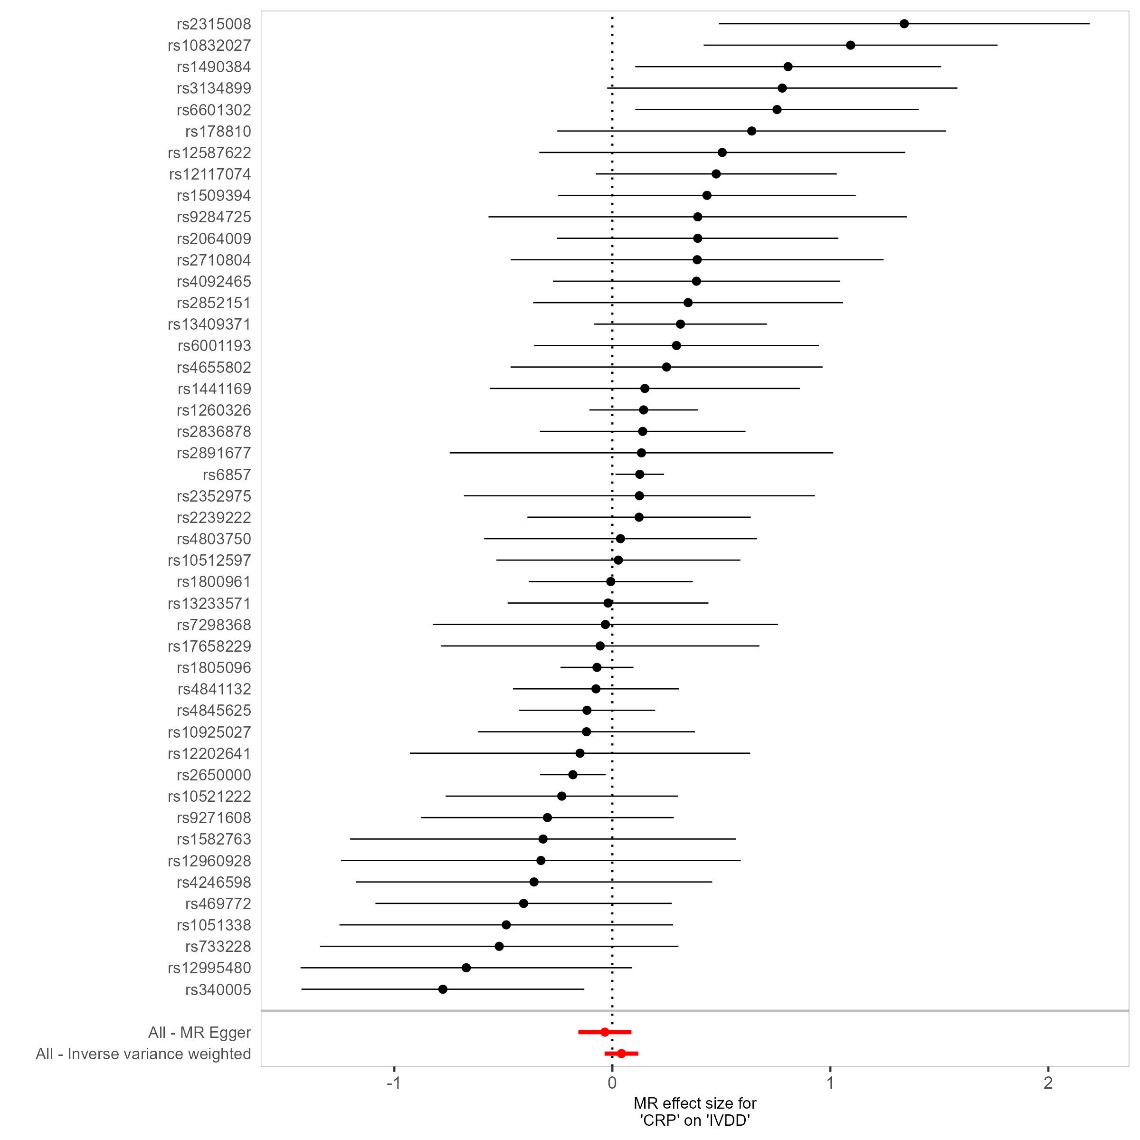 rs2315008
rs10832027
rs1490384
rs3134899
rs6601302
rs178810
rs12587622
rs12117074
rs1509394
rs9284725
rs2064009
rs2710804
rs4092465
rs2852151
rs13409371
rs6001193
rs4655802
rs1441169
rs1260326
rs2836878
rs2891677
rs6857
rs2352975
rs2239222
rs4803750
rs10512597
rs1800961
rs13233571
rs7298368
rs17658229
rs1805096
rs4841132
rs4845625
rs10925027
rs12202641
rs2650000
rs10521222
rs9271608
rs1582763
rs12960928
rs4246598
rs469772
rs1051338
rs733228
rs12995480
rs340005
All - MR Egger
All - Inverse variance weighted
-1 0 1 2
MR effect size for
'CRP' on 'IVDD'